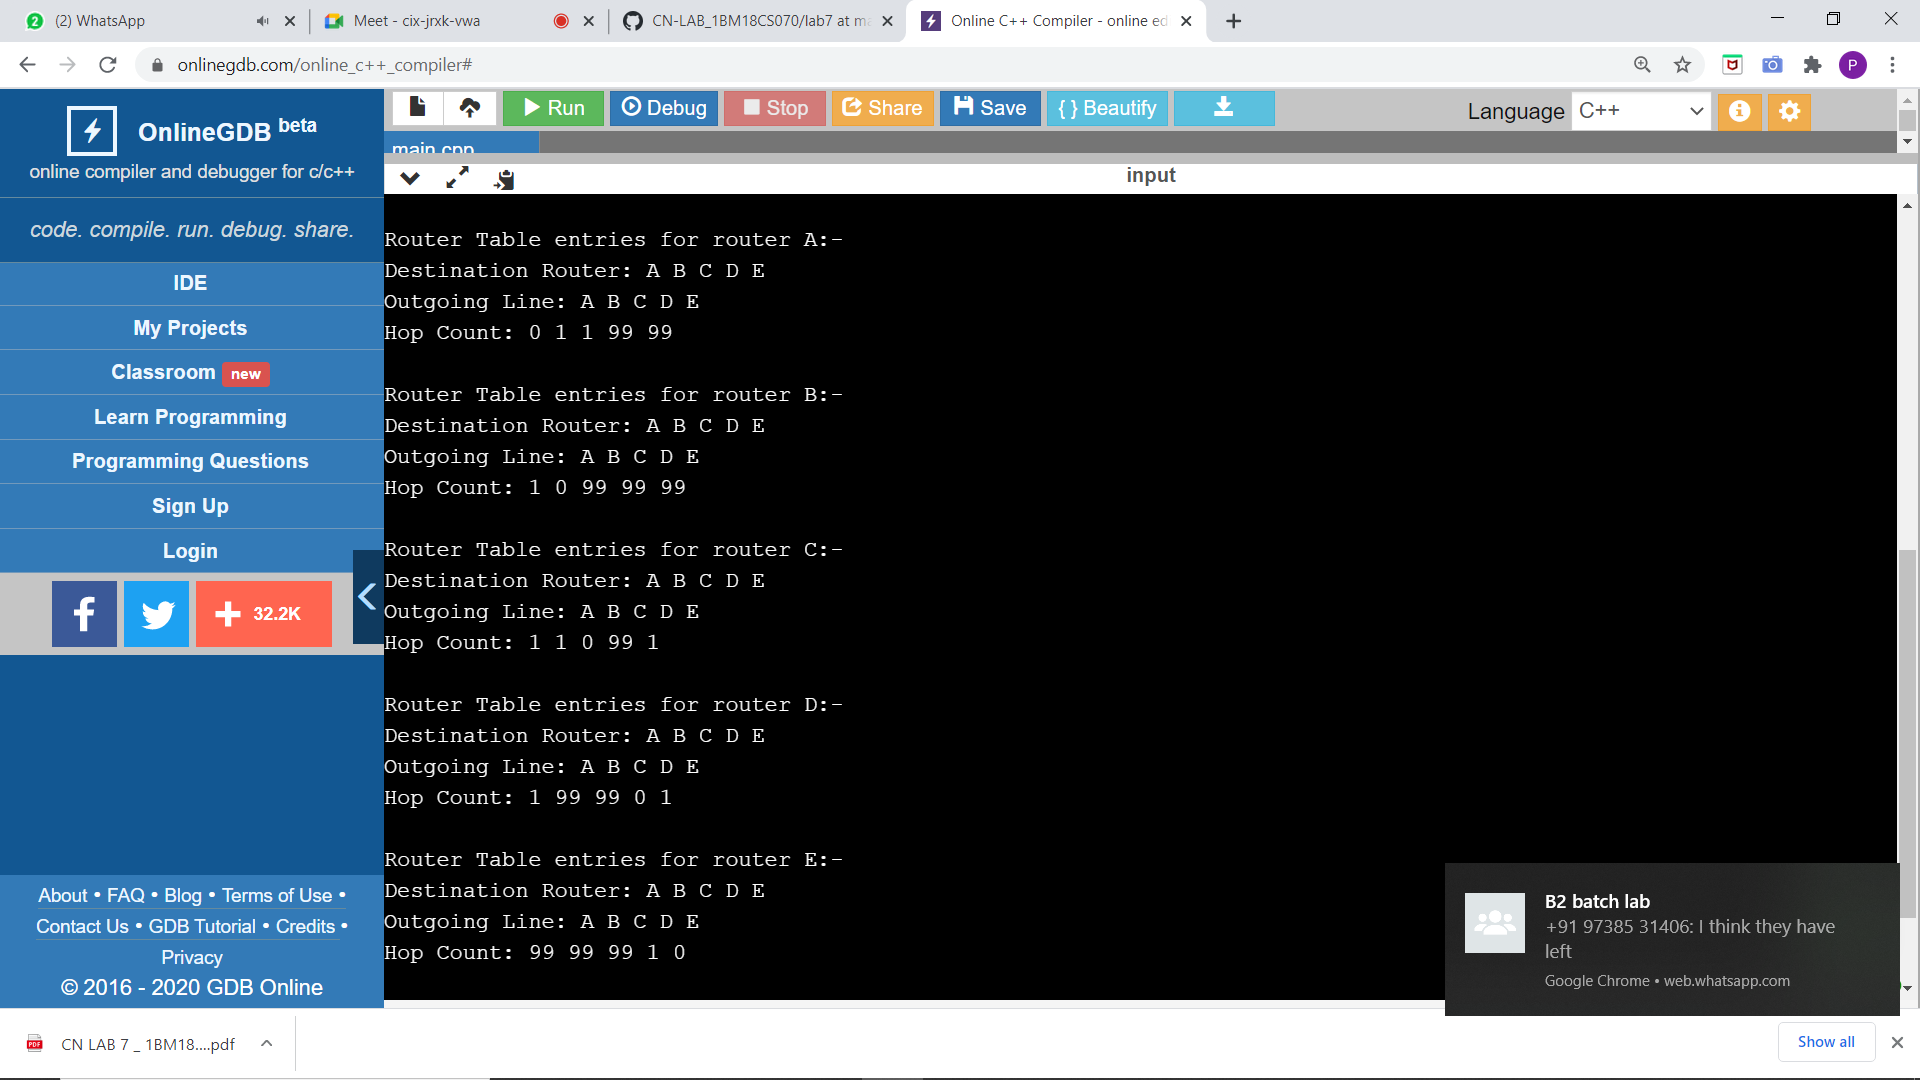 (2) WhatsApp
Meet - cix-jrxk-vwa
CN-LAB_1BM18CS070/lab7 at ma
Online C++ Compiler - online ed
onlinegdb.com/online_c++_compiler#
P
OnlineGDB beta
online compiler and debugger for c/c++
code. compile. run. debug. share.
IDE
My Projects
Classroom new
Learn Programming
Programming Questions
Sign Up
Login
32.2K
About • FAQ • Blog • Terms of Use •
Contact Us • GDB Tutorial • Credits •
Privacy
© 2016 - 2020 GDB Online
Run
Debug
Stop
Share
Save
{ } Beautify
Language C++
main.cpp
input
Router Table entries for router A:-
Destination Router: A B C D E
Outgoing Line: A B C D E
Hop Count: 0 1 1 99 99
Router Table entries for router B:-
Destination Router: A B C D E
Outgoing Line: A B C D E
Hop Count: 1 0 99 99 99
Router Table entries for router C:-
Destination Router: A B C D E
Outgoing Line: A B C D E
Hop Count: 1 1 0 99 1
Router Table entries for router D:-
Destination Router: A B C D E
Outgoing Line: A B C D E
Hop Count: 1 99 99 0 1
Router Table entries for router E:-
Destination Router: A B C D E
Outgoing Line: A B C D E
Hop Count: 99 99 99 1 0
B2 batch lab
+91 97385 31406: I think they have
left
Google Chrome • web.whatsapp.com
PDF
CN LAB 7 _ 1BM18....pdf
Show all